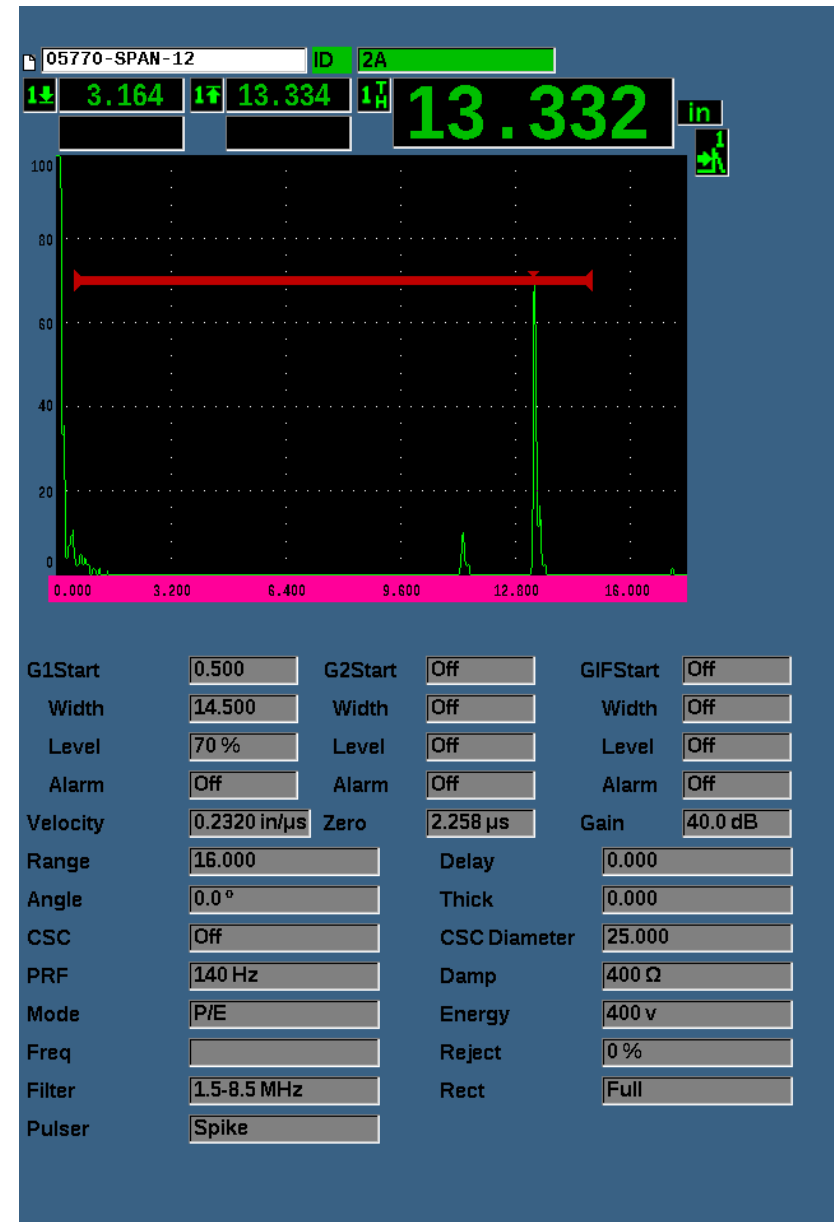 05770-SPAN-12 ID 2A
1 3.164 1 13.334 1TH 13.332 in
1
100
80
60
40
20
0
0.000 3.200 6.400 9.600 12.800 16.000
G1Start 0.500 G2Start Off GIFStart Off
Width 14.500 Width Off Width Off
Level 70 % Level Off Level Off
Alarm Off Alarm Off Alarm Off
Velocity 0.2320 in/µs Zero 2.258 µs Gain 40.0 dB
Range 16.000 Delay 0.000
Angle 0.0 º Thick 0.000
CSC Off CSC Diameter 25.000
PRF 140 Hz Damp 400 Ω
Mode P/E Energy 400 v
Freq Reject 0 %
Filter 1.5-8.5 MHz Rect Full
Pulser Spike